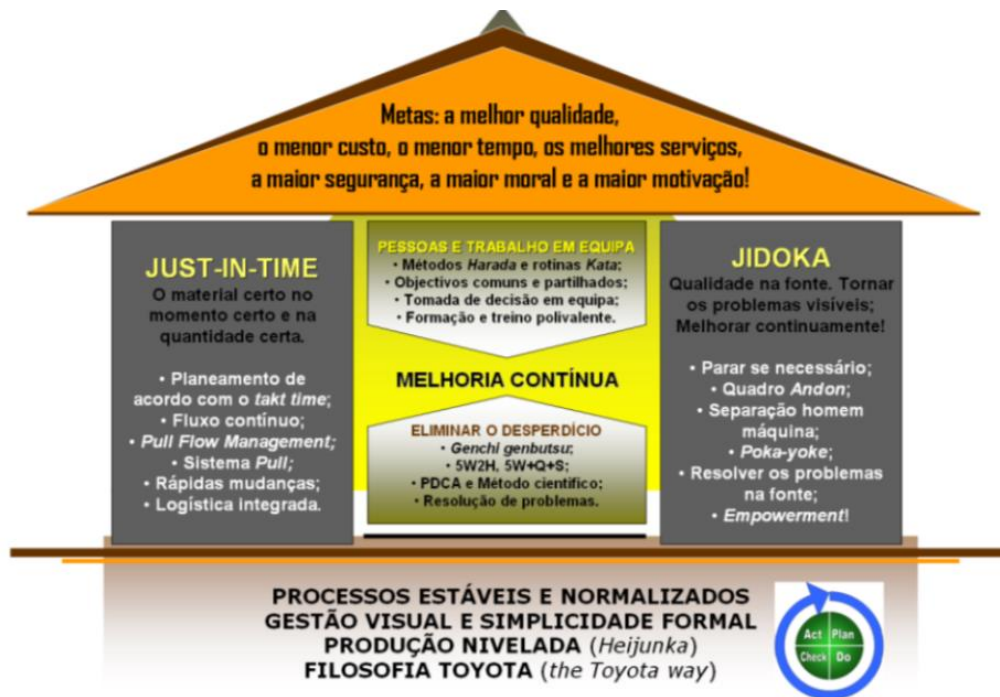 Metas: a melhor qualidade,
o menor custo, o menor tempo, os melhores serviços,
a maior segurança, a maior moral e a maior motivação!
JUST-IN-TIME
O material certo no
momento certo e na
quantidade certa.
• Planeamento de
acordo com o takt time;
• Fluxo contínuo;
• Pull Flow Management;
• Sistema Pull;
• Rápidas mudanças;
• Logística integrada.
PESSOAS E TRABALHO EM EQUIPA
• Métodos Harada e rotinas Kata;
• Objectivos comuns e partilhados;
• Tomada de decisão em equipa;
• Formação e treino polivalente.
MELHORIA CONTÍNUA
ELIMINAR O DESPERDÍCIO
• Genchi genbutsu;
• 5W2H, 5W+Q+S;
• PDCA e Método científico;
• Resolução de problemas.
JIDOKA
Qualidade na fonte. Tornar
os problemas visíveis;
Melhorar continuamente!
• Parar se necessário;
• Quadro Andon;
• Separação homem
máquina;
• Poka-yoke;
• Resolver os problemas
na fonte;
• Empowerment!
PROCESSOS ESTÁVEIS E NORMALIZADOS
GESTÃO VISUAL E SIMPLICIDADE FORMAL
PRODUÇÃO NIVELADA (Heijunka)
FILOSOFIA TOYOTA (the Toyota way)
Act Plan
Check Do